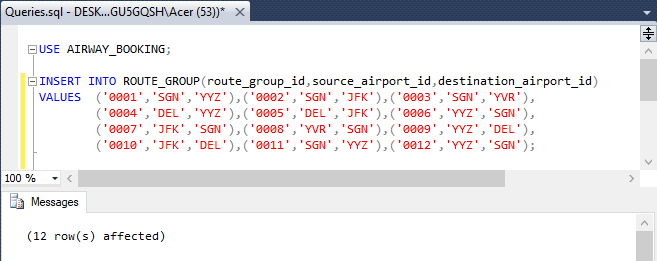 Queries.sql - DESK...GU5GQSH\Acer (53))*
USE AIRWAY_BOOKING;
INSERT INTO ROUTE_GROUP(route_group_id,source_airport_id,destination_airport_id)
VALUES ('0001','SGN','YYZ'),('0002','SGN','JFK'),('0003','SGN','YVR'),
('0004','DEL','YYZ'),('0005','DEL','JFK'),('0006','YYZ','SGN'),
('0007','JFK','SGN'),('0008','YVR','SGN'),('0009','YYZ','DEL'),
('0010','JFK','DEL'),('0011','SGN','YYZ'),('0012','YYZ','SGN');
100 %
Messages
(12 row(s) affected)